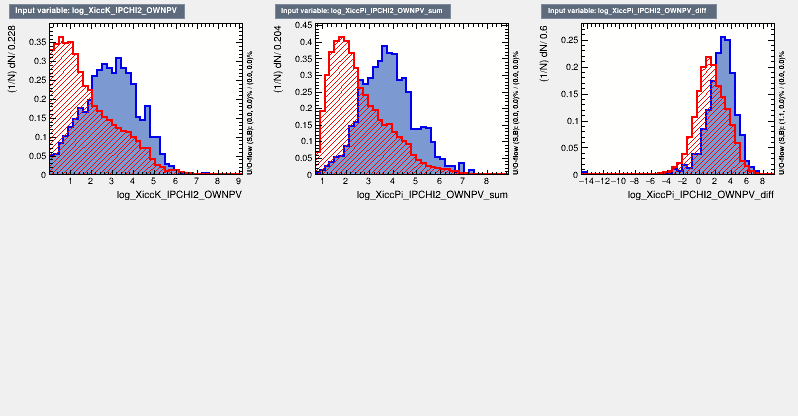 Input variable: log_XiccK_IPCHI2_OWNPV
(1/N) dN/ 0.228
0.35
0.3
0.25
0.2
0.15
0.1
0.05
0
1 2 3 4 5 6 7 8 9
log_XiccK_IPCHI2_OWNPV
U/O-flow (S,B): (0.0, 0.0)% / (0.0, 0.0)%
Input variable: log_XiccPi_IPCHI2_OWNPV_sum
(1/N) dN/ 0.204
0.45
0.4
0.35
0.3
0.25
0.2
0.15
0.1
0.05
0
1 2 3 4 5 6 7 8
log_XiccPi_IPCHI2_OWNPV_sum
U/O-flow (S,B): (0.0, 0.0)% / (0.0, 0.0)%
Input variable: log_XiccPi_IPCHI2_OWNPV_diff
(1/N) dN/ 0.6
0.25
0.2
0.15
0.1
0.05
0
−14 −12 −10 −8 −6 −4 −2 0 2 4 6 8
log_XiccPi_IPCHI2_OWNPV_diff
U/O-flow (S,B): (1.1, 0.0)% / (0.0, 0.0)%